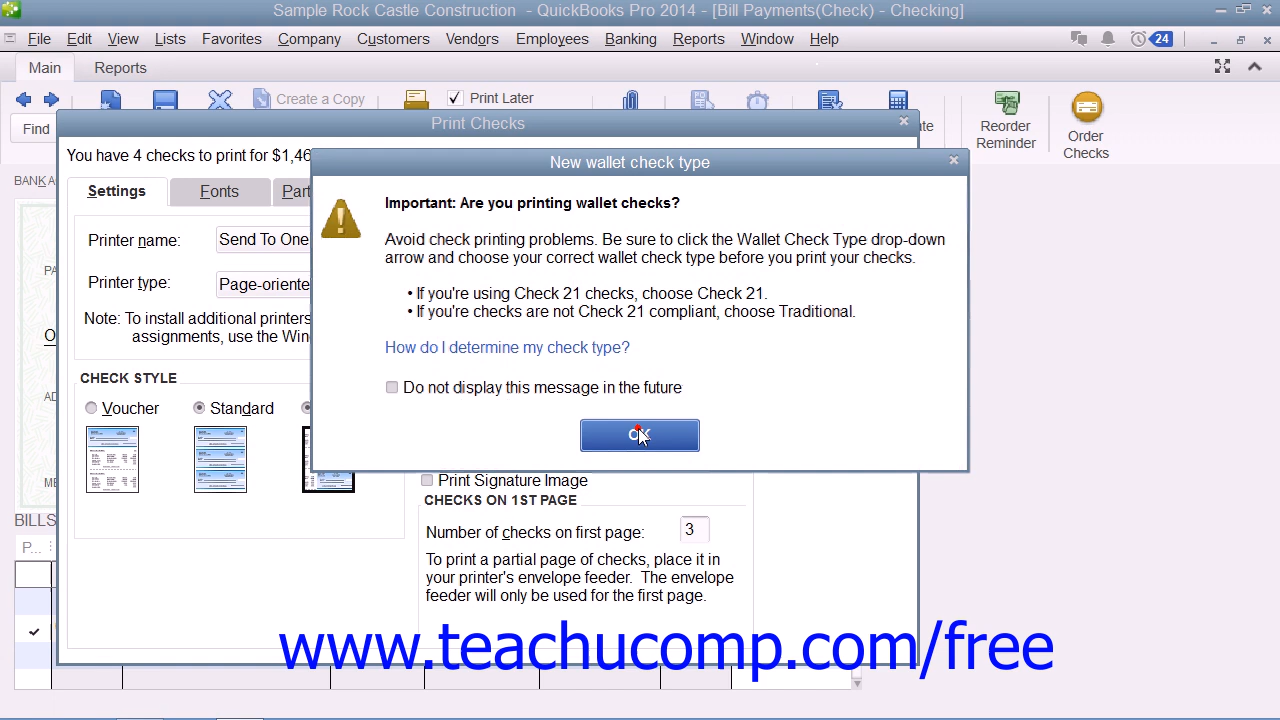 Sample Rock Castle Construction - QuickBooks Pro 2014 - [Bill Payments(Check) - Checking]
File Edit View Lists Favorites Company Customers Vendors Employees Banking Reports Window Help 24
Main Reports
Create a Copy Print Later
Find Reorder Reminder Order Checks
Print Checks
You have 4 checks to print for $1,46
BANK A
Settings Fonts Part
Printer name: Send To One
Printer type: Page-oriente
Note: To install additional printers
assignments, use the Win
CHECK STYLE
Voucher Standard
New wallet check type
Important: Are you printing wallet checks?
Avoid check printing problems. Be sure to click the Wallet Check Type drop-down
arrow and choose your correct wallet check type before you print your checks.
• If you're using Check 21 checks, choose Check 21.
• If you're checks are not Check 21 compliant, choose Traditional.
How do I determine my check type?
Do not display this message in the future
OK
Print Signature Image
CHECKS ON 1ST PAGE
Number of checks on first page: 3
To print a partial page of checks, place it in
your printer's envelope feeder. The envelope
feeder will only be used for the first page.
BILLS
P...
www.teachucomp.com/free